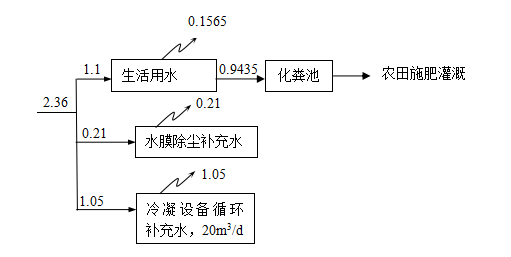 0.1565
1.1
生活用水
0.9435
化粪池
农田施肥灌溉
2.36
0.21
0.21
水膜除尘补充水
1.05
1.05
冷凝设备循环
补充水，20m³/d